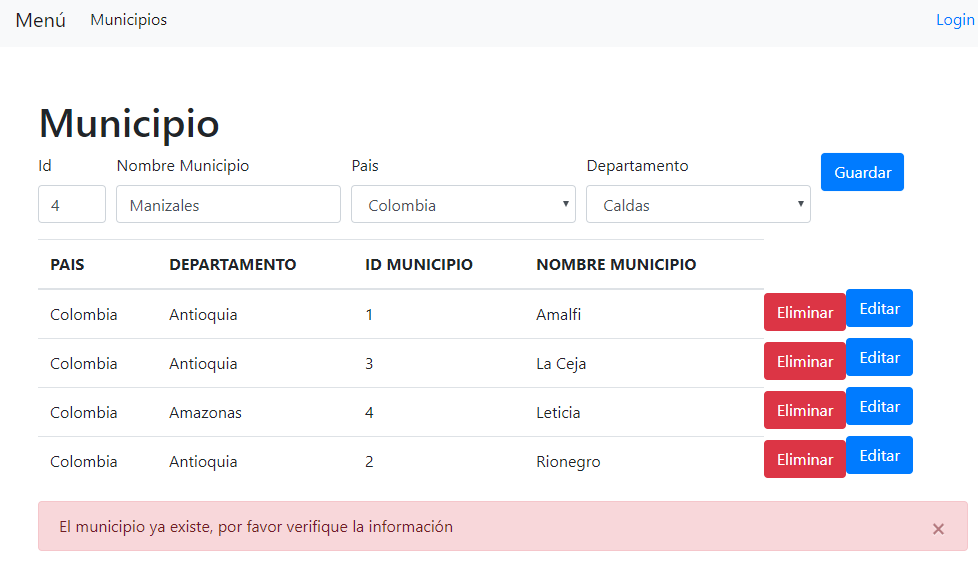 Menú Municipios Login
Municipio
Id Nombre Municipio Pais Departamento Guardar
4 Manizales Colombia Caldas
PAIS DEPARTAMENTO ID MUNICIPIO NOMBRE MUNICIPIO
Colombia Antioquia 1 Amalfi Eliminar Editar
Colombia Antioquia 3 La Ceja Eliminar Editar
Colombia Amazonas 4 Leticia Eliminar Editar
Colombia Antioquia 2 Rionegro Eliminar Editar
El municipio ya existe, por favor verifique la información ×